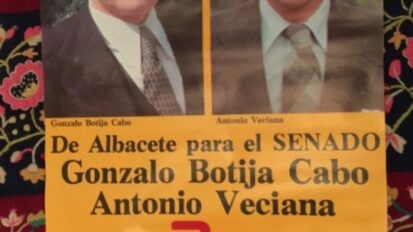 Gonzalo Botija Cabo
Antonio Veciana
De Albacete para el SENADO
Gonzalo Botija Cabo
Antonio Veciana